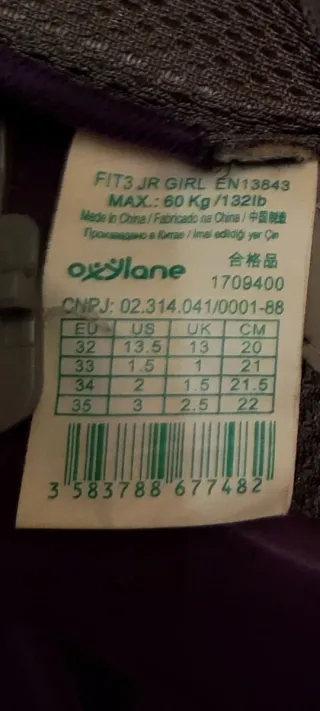 FIT3 JR GIRL EN13843
MAX.: 60 Kg /132lb
Made in China / Fabricado na China / 中国制造
Произведено в Китае / Imal edildiği yer Çin
oxylane 合格品
1709400
CNPJ: 02.314.041/0001-88
EU US UK CM
32 13.5 13 20
33 1.5 1 21
34 2 1.5 21.5
35 3 2.5 22
3 583788 677482